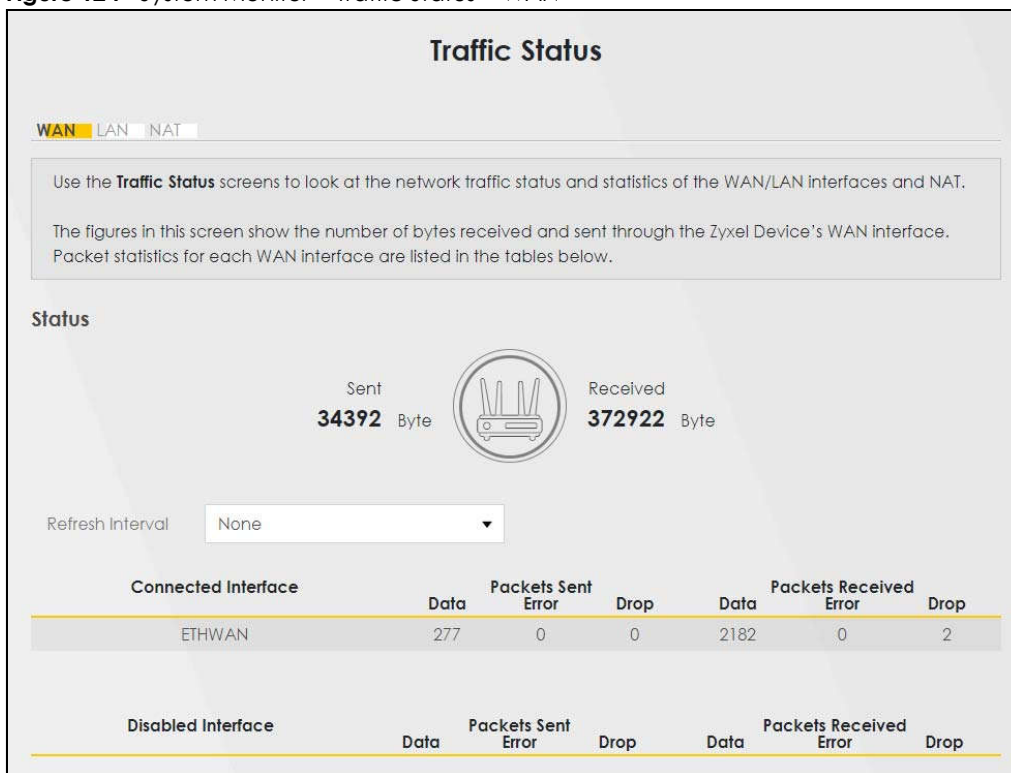 Traffic Status
WAN LAN NAT
Use the Traffic Status screens to look at the network traffic status and statistics of the WAN/LAN interfaces and NAT.
The figures in this screen show the number of bytes received and sent through the Zyxel Device's WAN interface.
Packet statistics for each WAN interface are listed in the tables below.
Status
Sent Received
34392 Byte 372922 Byte
Refresh Interval None
Connected Interface Packets Sent Packets Received
Data Error Drop Data Error Drop
ETHWAN 277 0 0 2182 0 2
Disabled Interface Packets Sent Packets Received
Data Error Drop Data Error Drop